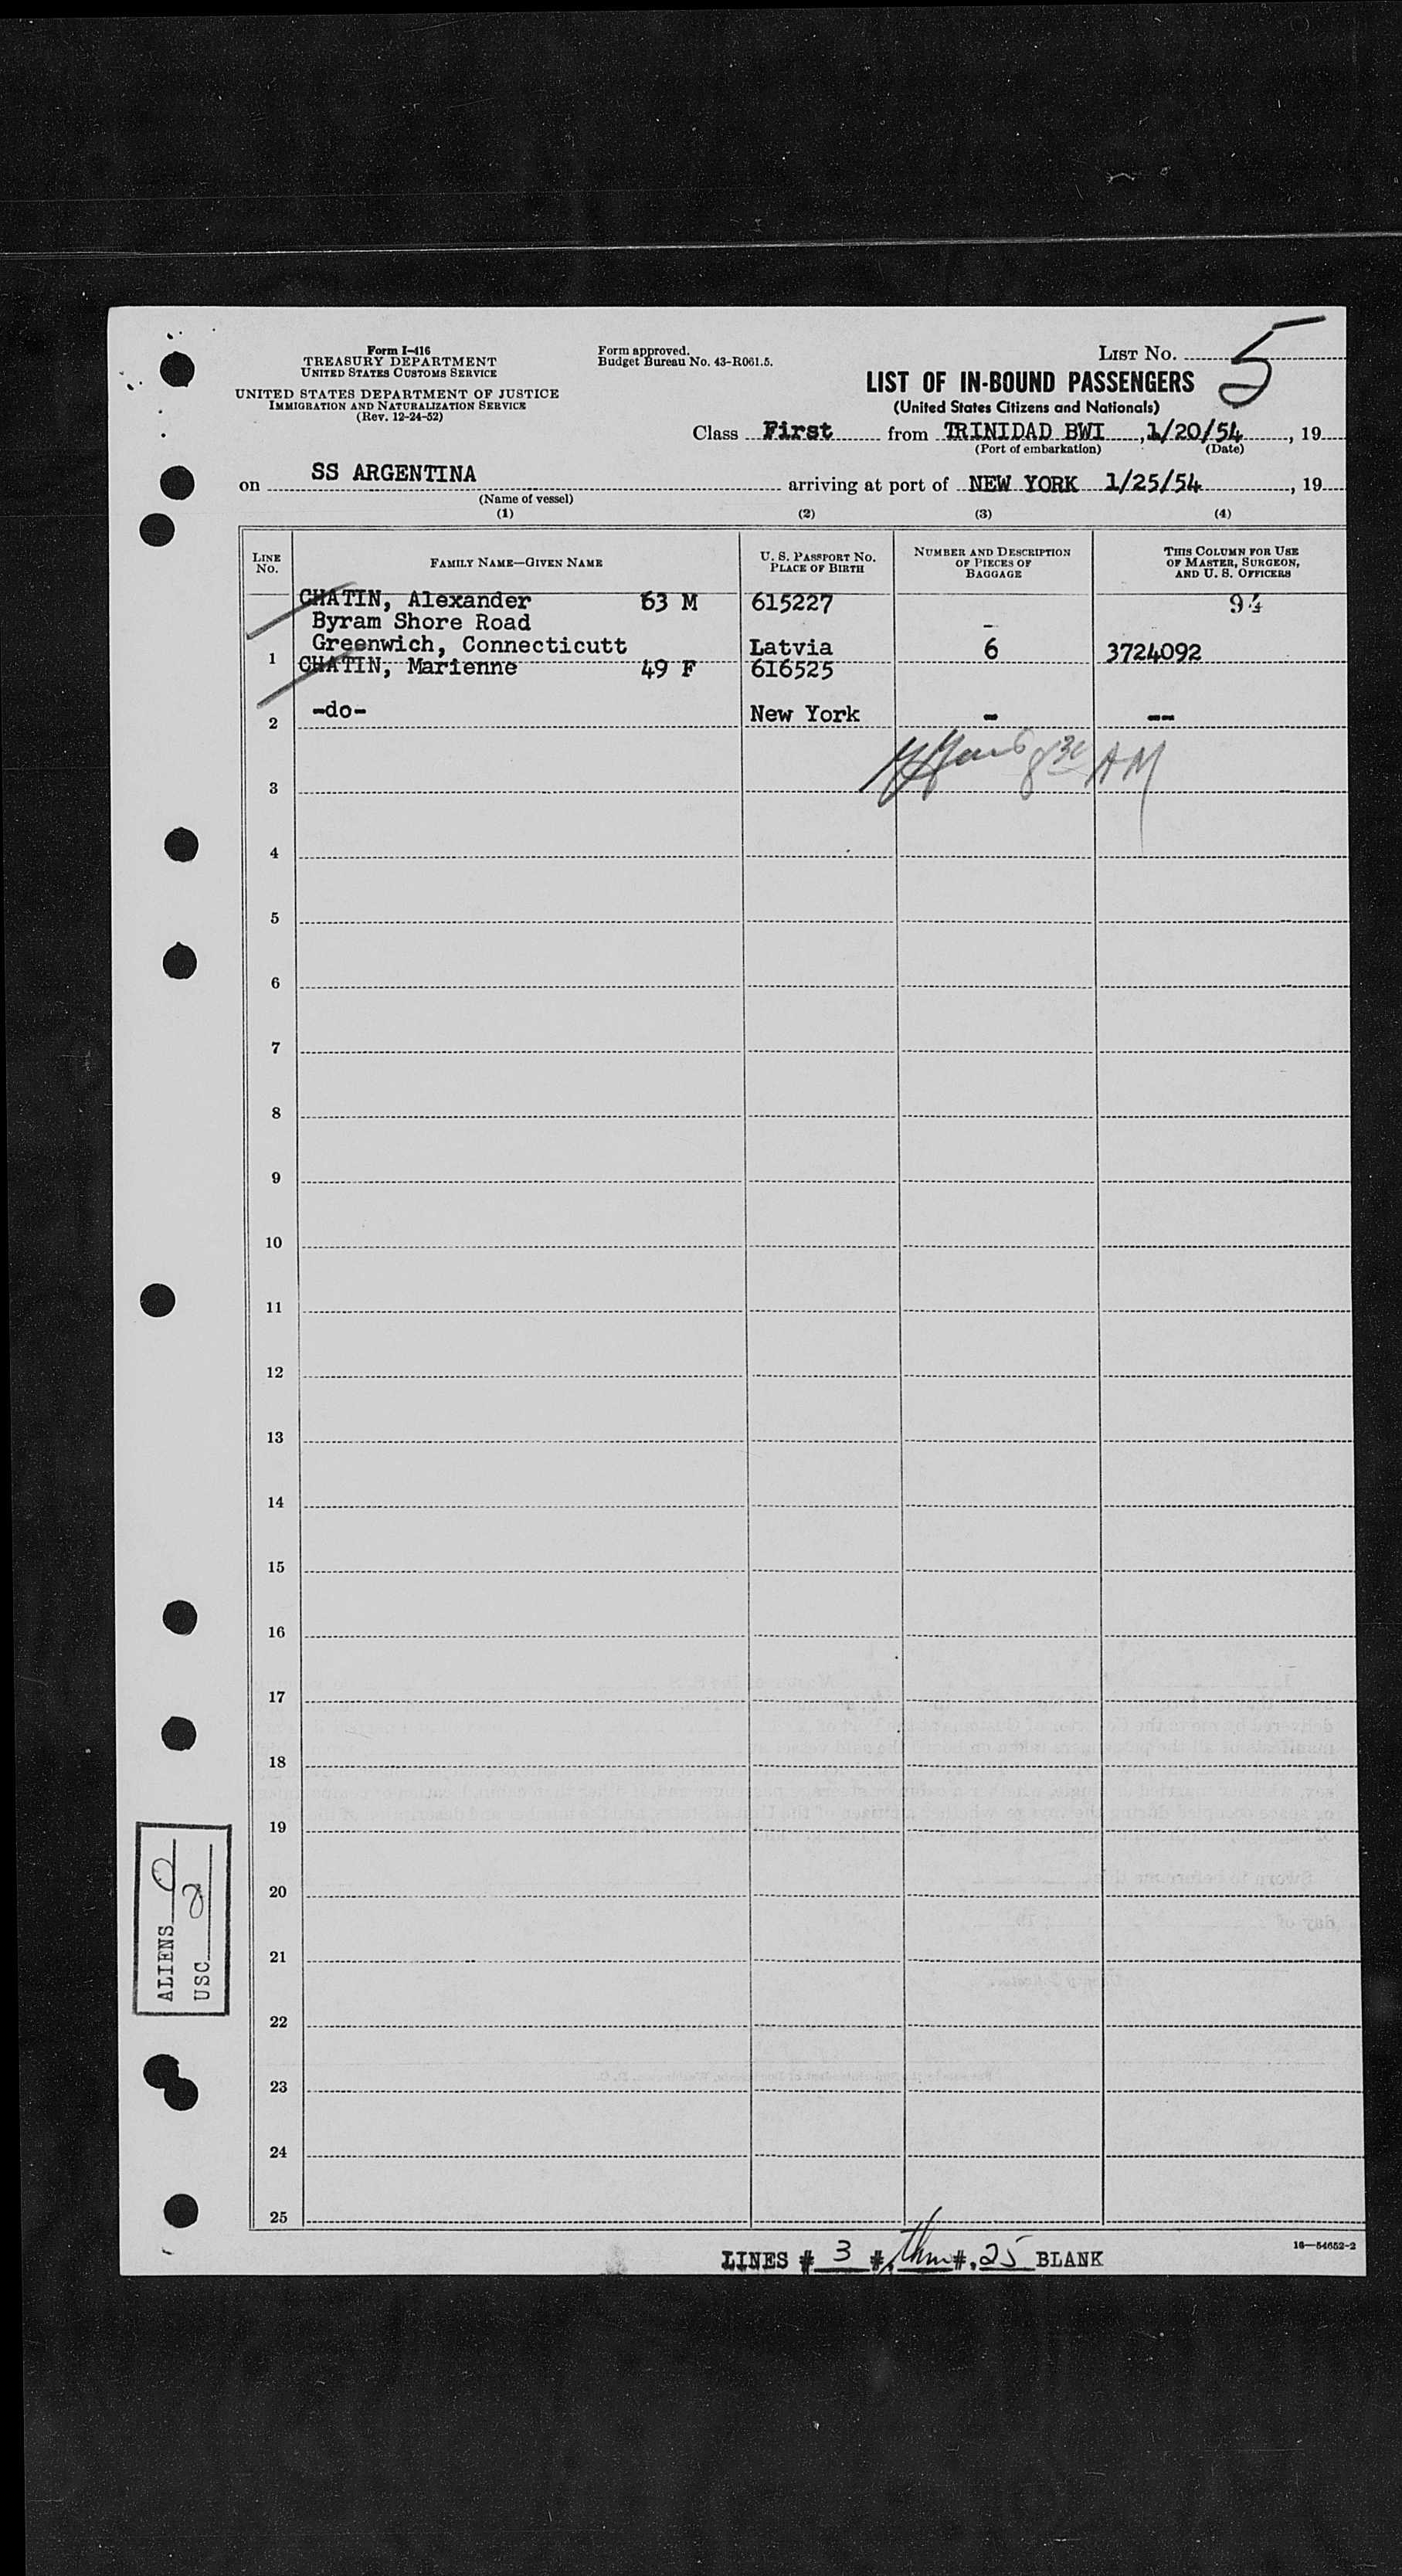 Form I-416
TREASURY DEPARTMENT
UNITED STATES CUSTOMS SERVICE
UNITED STATES DEPARTMENT OF JUSTICE
IMMIGRATION AND NATURALIZATION SERVICE
(Rev. 12-24-52)
Form approved.
Budget Bureau No. 43-R061.5.
LIST NO. 5
LIST OF IN-BOUND PASSENGERS
(United States Citizens and Nationals)
Class First from TRINIDAD BWI, 1/20/54, 19
(Port of embarkation) (Date)
on SS ARGENTINA arriving at port of NEW YORK 1/25/54, 19
(Name of vessel)
(1) (2) (3) (4)
LINE NO.
FAMILY NAME—GIVEN NAME
U. S. PASSPORT NO.
PLACE OF BIRTH
NUMBER AND DESCRIPTION
OF PIECES OF
BAGGAGE
THIS COLUMN FOR USE
OF MASTER, SURGEON,
AND U. S. OFFICERS
CHATIN, Alexander 63 M 615227 94
Byram Shore Road -
Greenwich, Connecticutt Latvia 6 3724092
1
CHATIN, Marienne 49 F 616525
-do- New York - --
2
AM
3
4
5
6
7
8
9
10
11
12
13
14
15
16
17
18
19
20
21
22
23
24
25
ALIENS 0
USC 2
LINES # 3 # thru #. 25 BLANK
16—54652-2